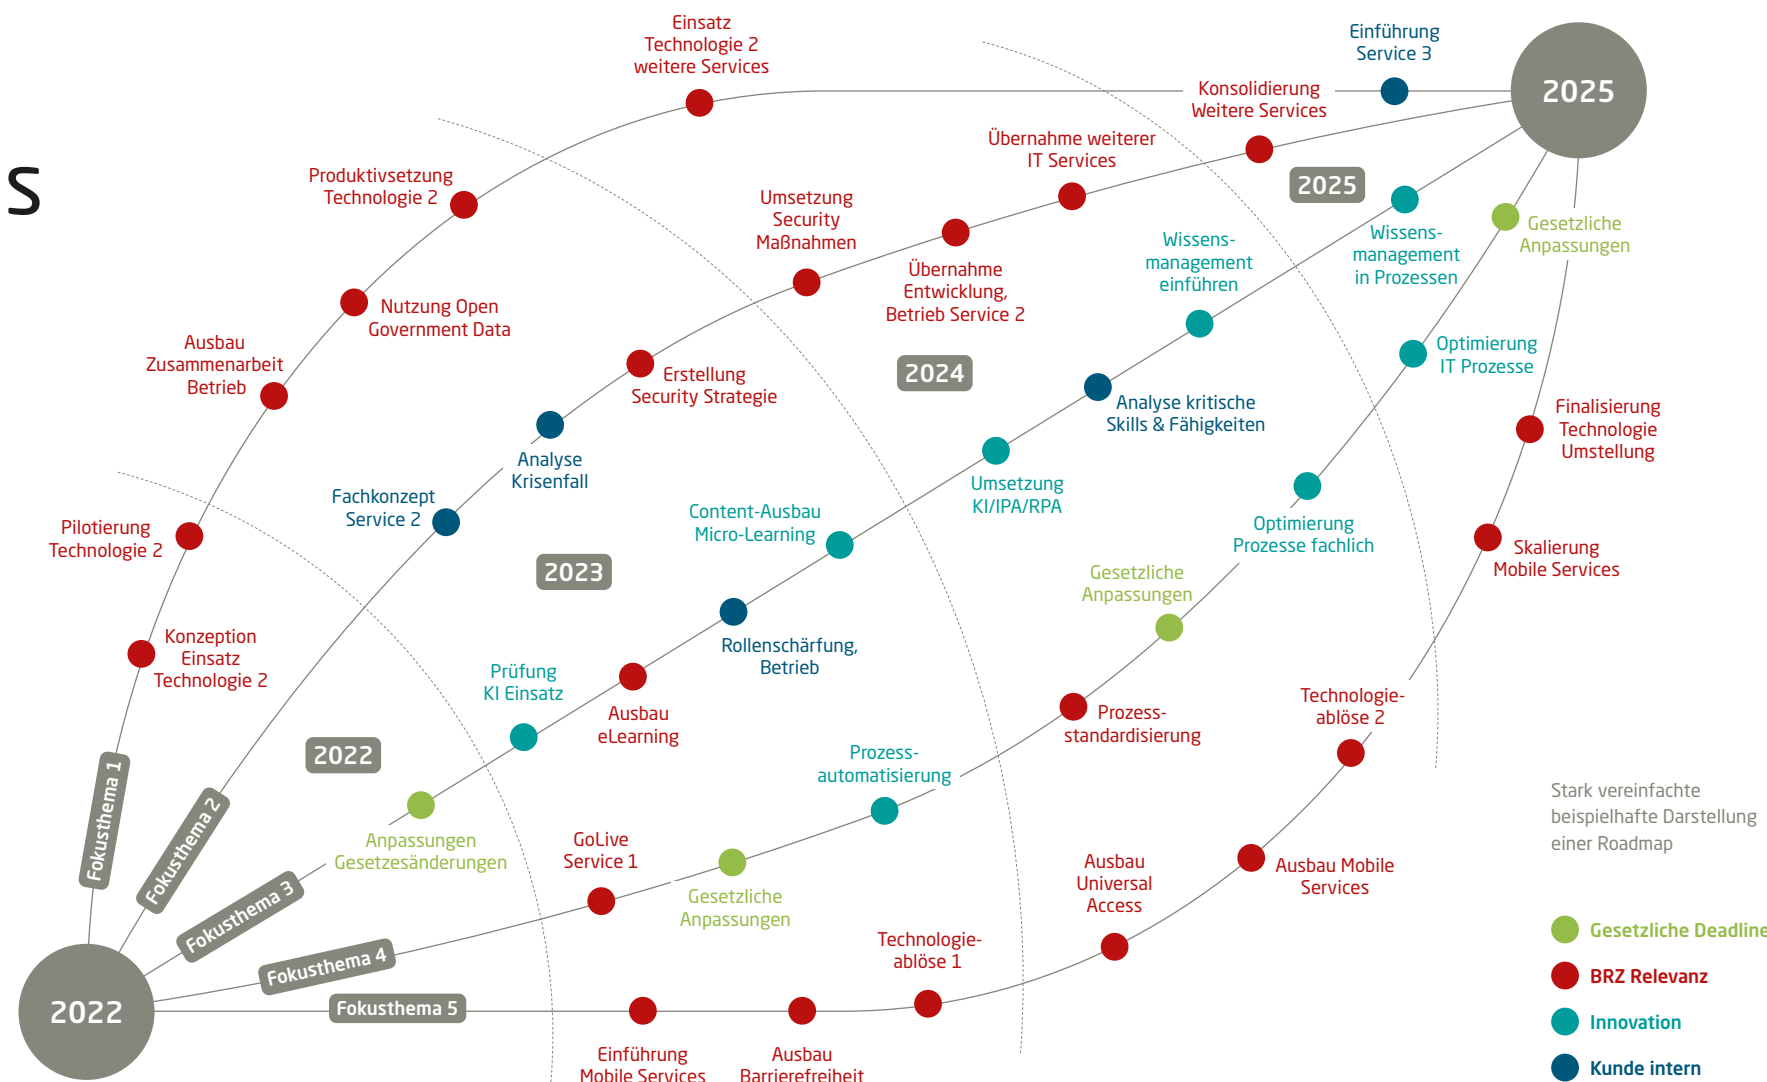 s
Einsatz
Technologie 2
weitere Services
Produktivsetzung
Technologie 2
Nutzung Open
Government Data
Ausbau
Zusammenarbeit
Betrieb
Pilotierung
Technologie 2
Konzeption
Einsatz
Technologie 2
Fokusthema 1
Einführung
Service 3
Konsolidierung
Weitere Services
Übernahme weiterer
IT Services
Übernahme
Entwicklung,
Betrieb Service 2
Umsetzung
Security
Maßnahmen
Erstellung
Security Strategie
Analyse
Krisenfall
Fachkonzept
Service 2
Fokusthema 2
2025
2025
2024
2023
2022
2022
Wissens-
management
in Prozessen
Wissens-
management
einführen
Analyse kritische
Skills & Fähigkeiten
Umsetzung
KI/IPA/RPA
Content-Ausbau
Micro-Learning
Rollenschärfung,
Betrieb
Ausbau
eLearning
Prüfung
KI Einsatz
Anpassungen
Gesetzesänderungen
Fokusthema 3
Gesetzliche
Anpassungen
Optimierung
IT Prozesse
Optimierung
Prozesse fachlich
Gesetzliche
Anpassungen
Prozess-
standardisierung
Prozess-
automatisierung
Gesetzliche
Anpassungen
GoLive
Service 1
Fokusthema 4
Finalisierung
Technologie
Umstellung
Skalierung
Mobile Services
Technologie-
ablöse 2
Ausbau Mobile
Services
Ausbau
Universal
Access
Technologie-
ablöse 1
Ausbau
Barrierefreiheit
Einführung
Mobile Services
Fokusthema 5
Stark vereinfachte
beispielhafte Darstellung
einer Roadmap
Gesetzliche Deadline
BRZ Relevanz
Innovation
Kunde intern